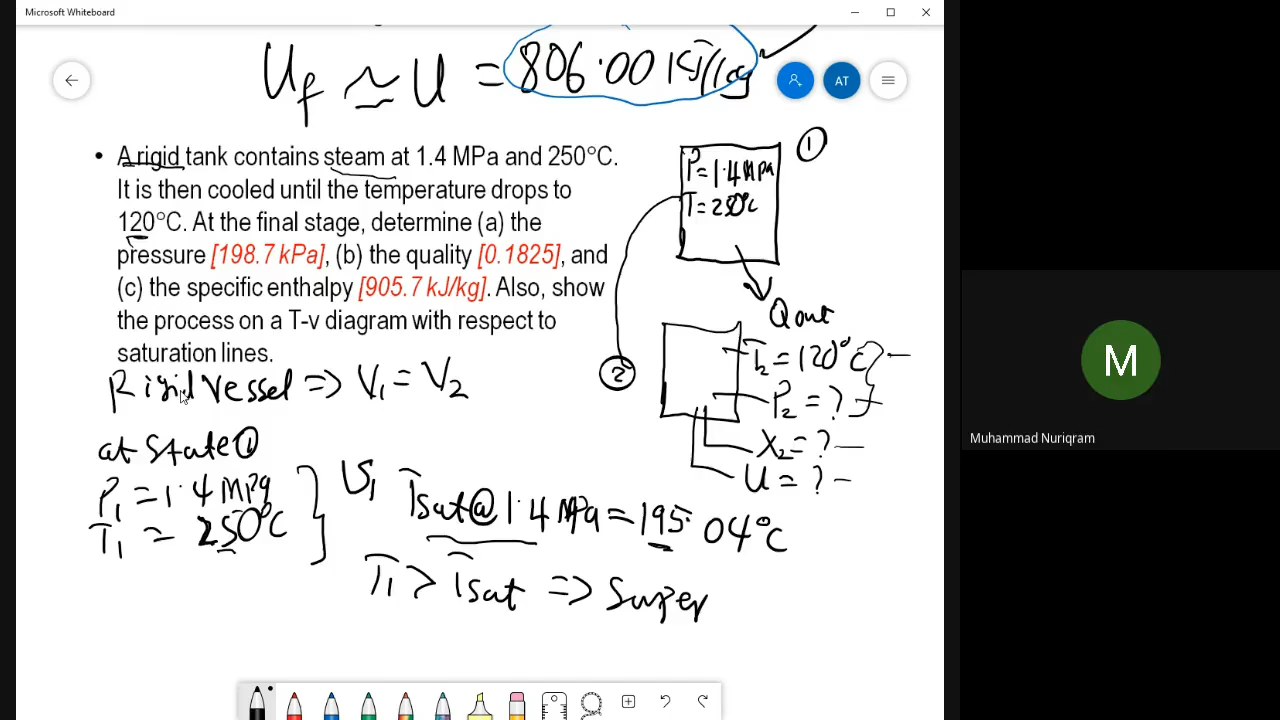 Microsoft Whiteboard
Uf ≃ U = 806.00 KJ/kg
AT
• A rigid tank contains steam at 1.4 MPa and 250°C.
It is then cooled until the temperature drops to
120°C. At the final stage, determine (a) the
pressure [198.7 kPa], (b) the quality [0.1825], and
(c) the specific enthalpy [905.7 kJ/kg]. Also, show
the process on a T-v diagram with respect to
saturation lines.
①
P = 1.4 MPa
T = 250°C
Qout
②
T2 = 120°C
P2 = ?
X2 = ?
U = ?
Rigid Vessel => V1 = V2
at State ①
P1 = 1.4 MPa
T1 = 250°C
U1
Tsat@1.4 MPa = 195.04°C
T1 > Tsat => Super
M
Muhammad Nuriqram